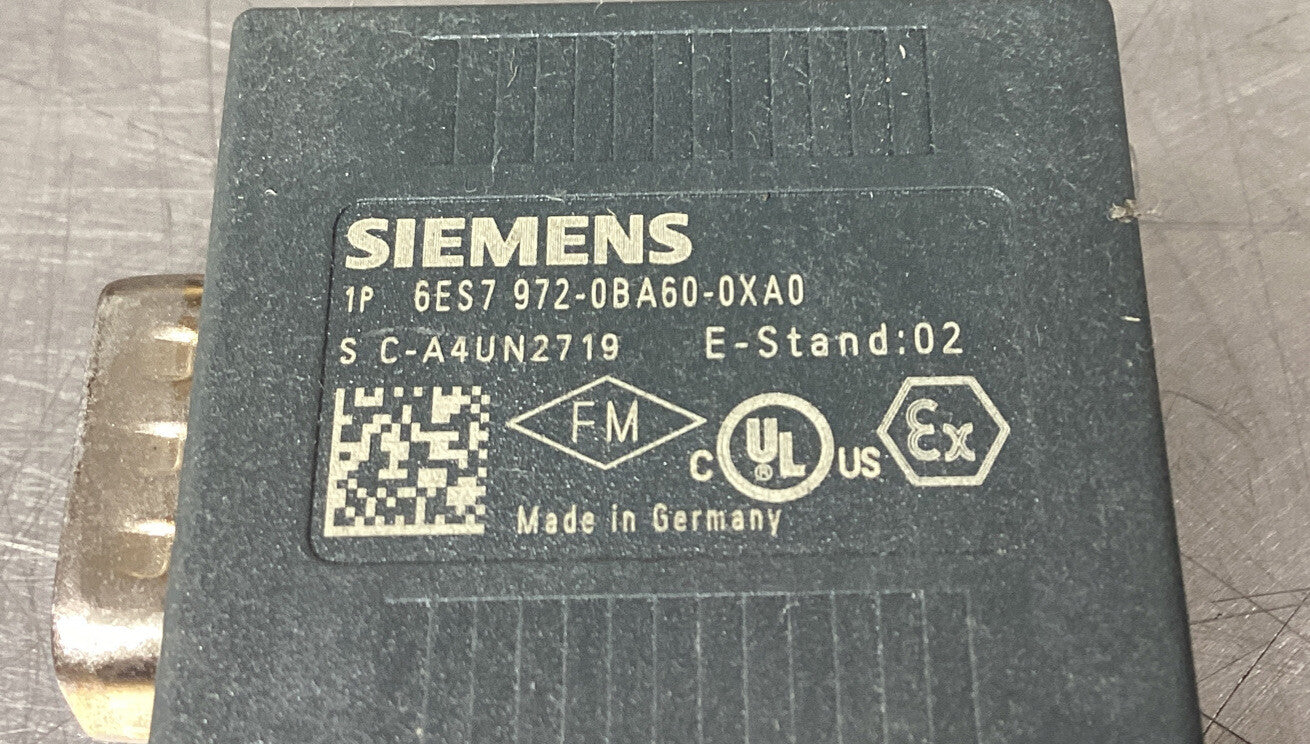 SIEMENS
1P 6ES7 972-0BA60-0XA0
S C-A4UN2719 E-Stand:02
FM
C UL ® US
Ex
Made in Germany